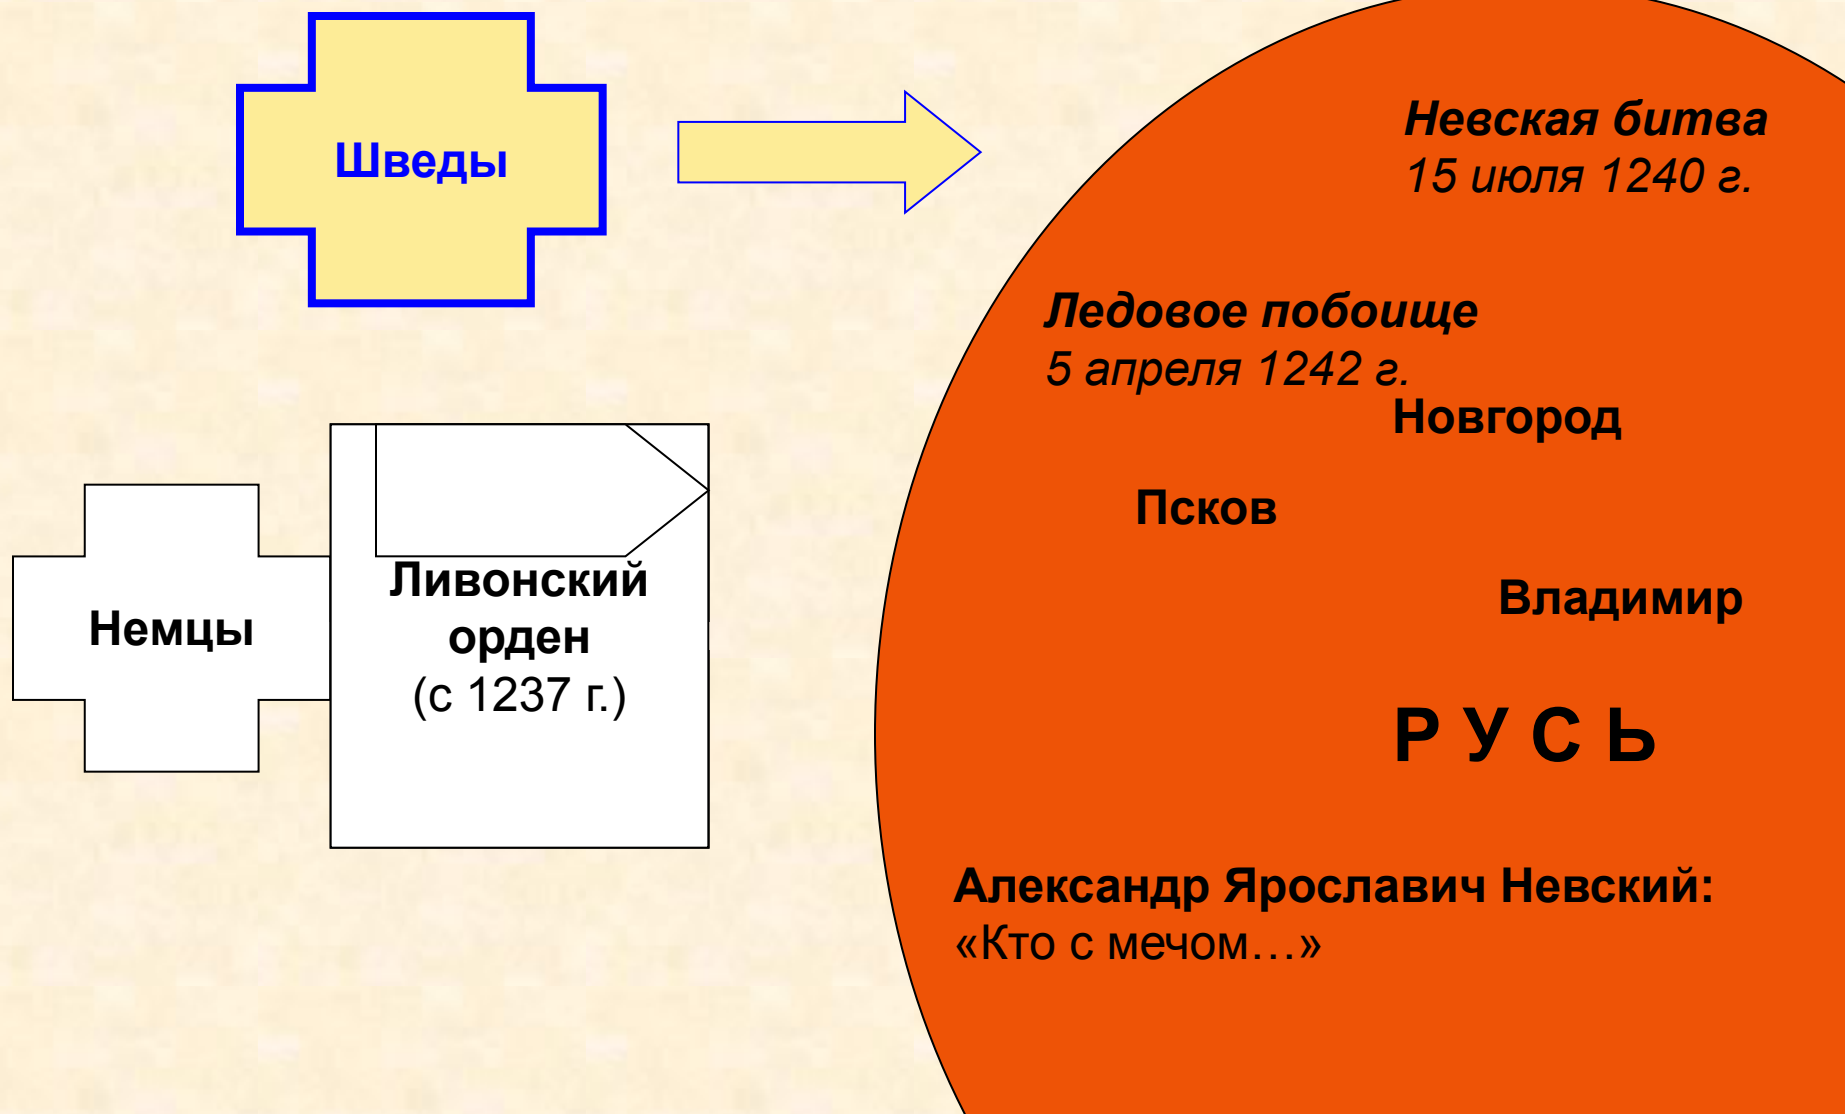 Шведы
Невская битва
15 июля 1240 г.
Ледовое побоище
5 апреля 1242 г.
Новгород
Псков
Владимир
Немцы
Ливонский
орден
(с 1237 г.)
Р У С Ь
Александр Ярославич Невский:
«Кто с мечом…»